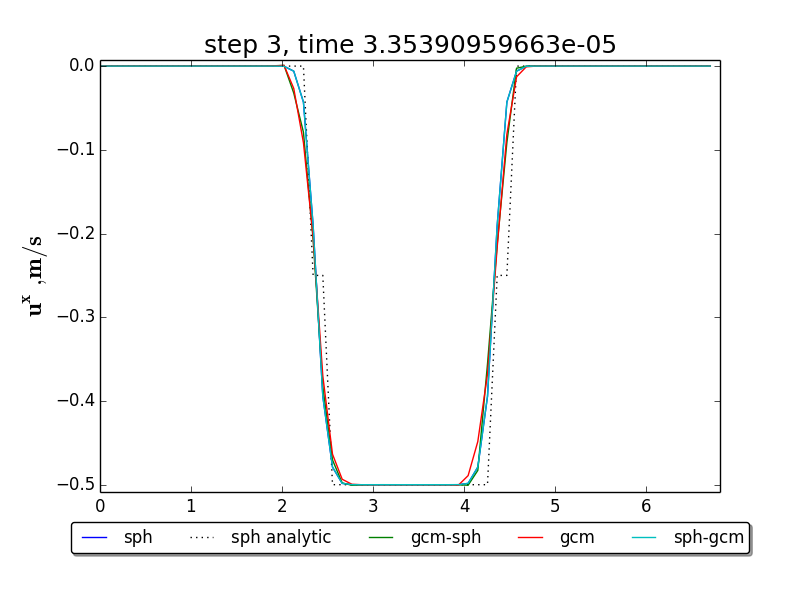 step 3, time 3.35390959663e-05
0.0
−0.1
−0.2
−0.3
−0.4
−0.5
u^x ,m/s
0 1 2 3 4 5 6
sph sph analytic gcm-sph gcm sph-gcm